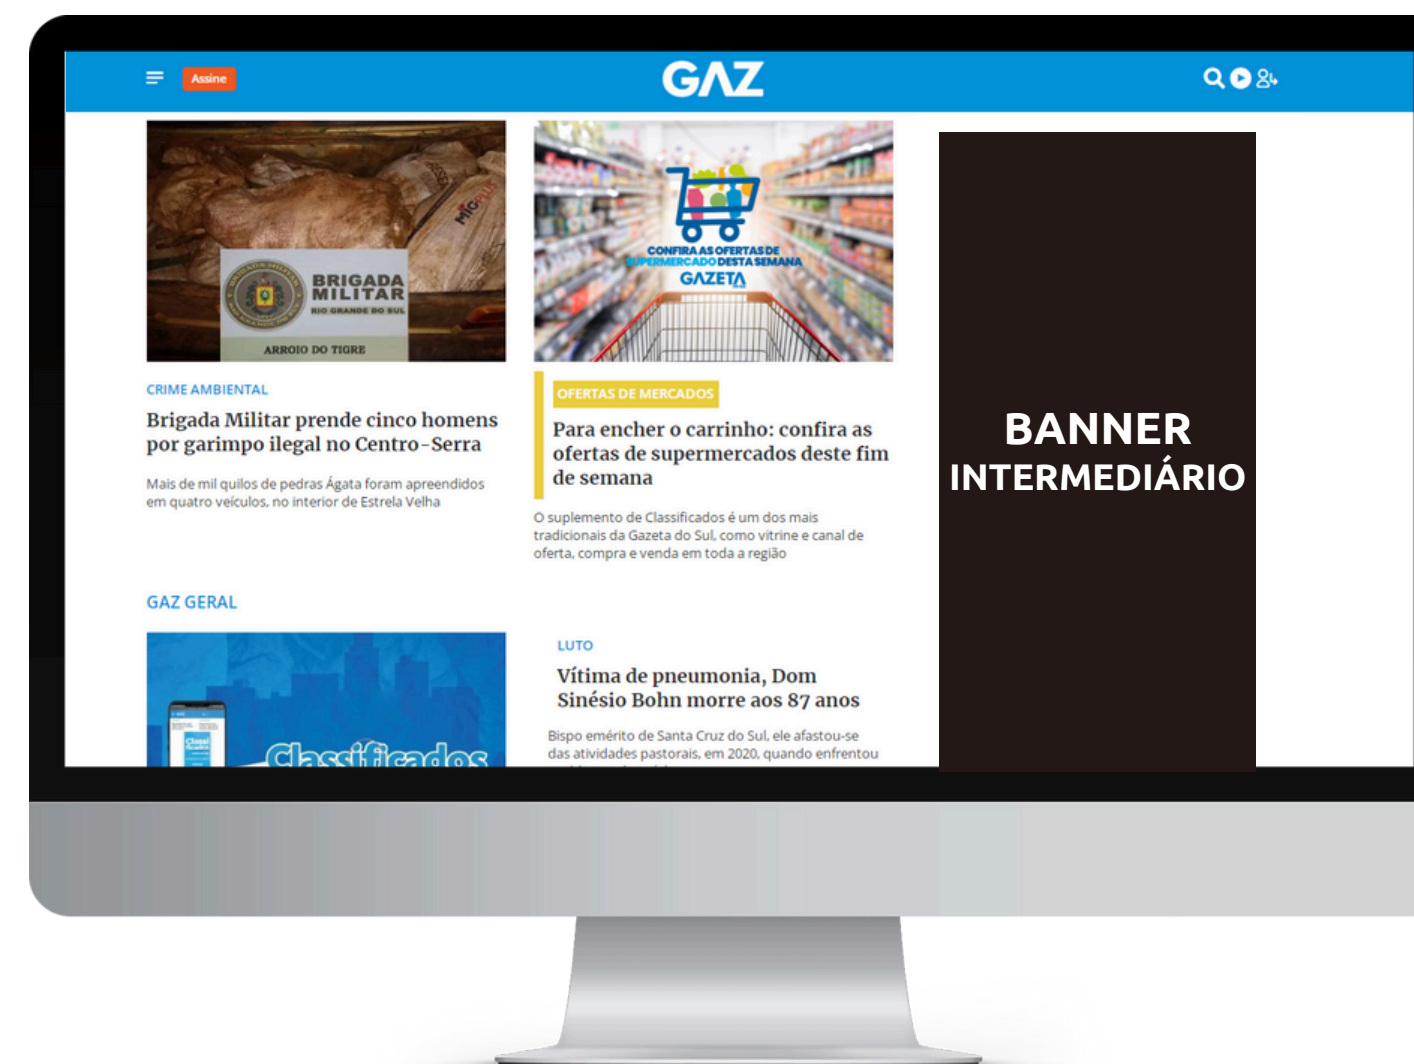 Assine
GAZ
MIGPLUS
BRIGADA
MILITAR
RIO GRANDE DO SUL
ARROIO DO TIGRE
CONFIRA AS OFERTAS DE
SUPERMERCADO DESTA SEMANA
GAZETA
CRIME AMBIENTAL
Brigada Militar prende cinco homens
por garimpo ilegal no Centro-Serra
Mais de mil quilos de pedras Ágata foram apreendidos
em quatro veículos, no interior de Estrela Velha
OFERTAS DE MERCADOS
Para encher o carrinho: confira as
ofertas de supermercados deste fim
de semana
O suplemento de Classificados é um dos mais
tradicionais da Gazeta do Sul, como vitrine e canal de
oferta, compra e venda em toda a região
BANNER
INTERMEDIÁRIO
GAZ GERAL
Classificados
LUTO
Vítima de pneumonia, Dom
Sinésio Bohn morre aos 87 anos
Bispo emérito de Santa Cruz do Sul, ele afastou-se
das atividades pastorais, em 2020, quando enfrentou